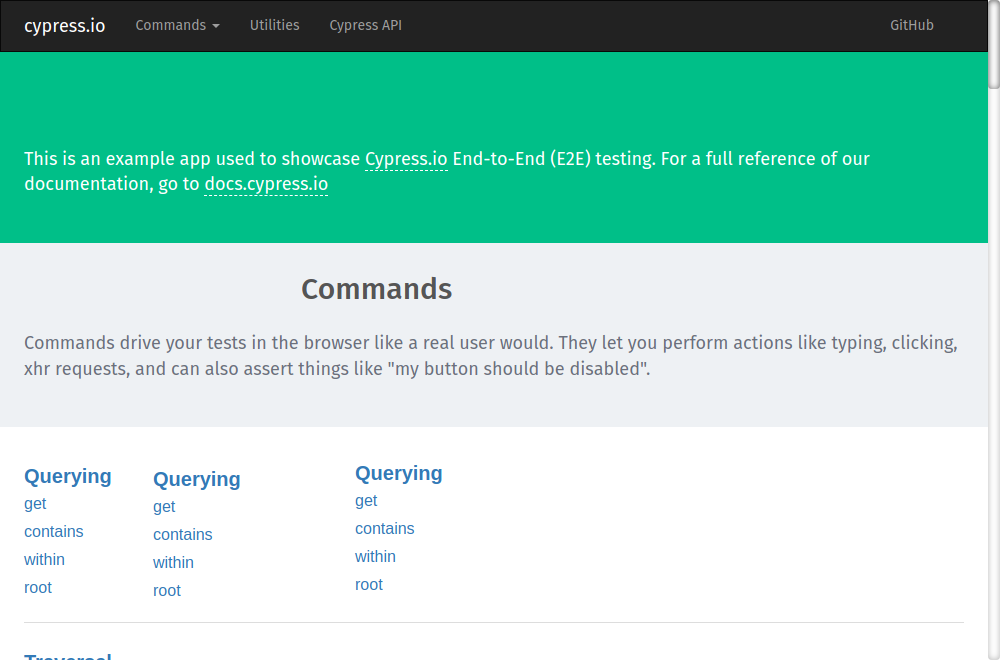 cypress.io Commands Utilities Cypress API GitHub
This is an example app used to showcase Cypress.io End-to-End (E2E) testing. For a full reference of our
documentation, go to docs.cypress.io
Commands
Commands drive your tests in the browser like a real user would. They let you perform actions like typing, clicking,
xhr requests, and can also assert things like "my button should be disabled".
Querying
get
contains
within
root
Querying
get
contains
within
root
Querying
get
contains
within
root
Traversal